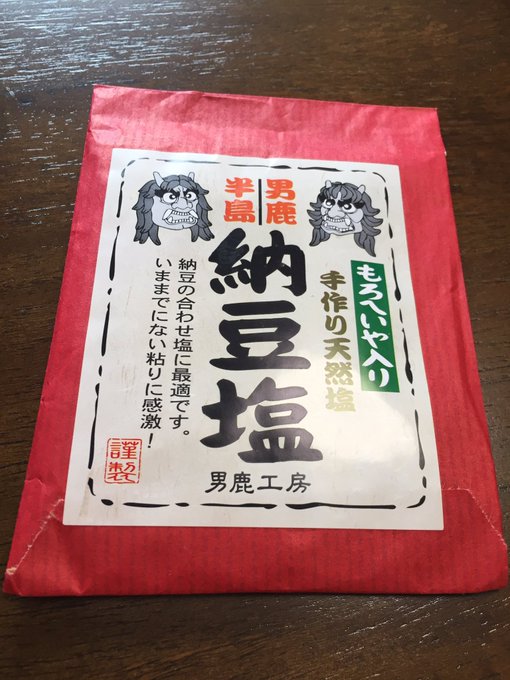 男鹿
半島
もろへいや入り
手作り天然塩
納豆塩
納豆の合わせ塩に最適です。
いままでにない粘りに感激！
謹製
男鹿工房